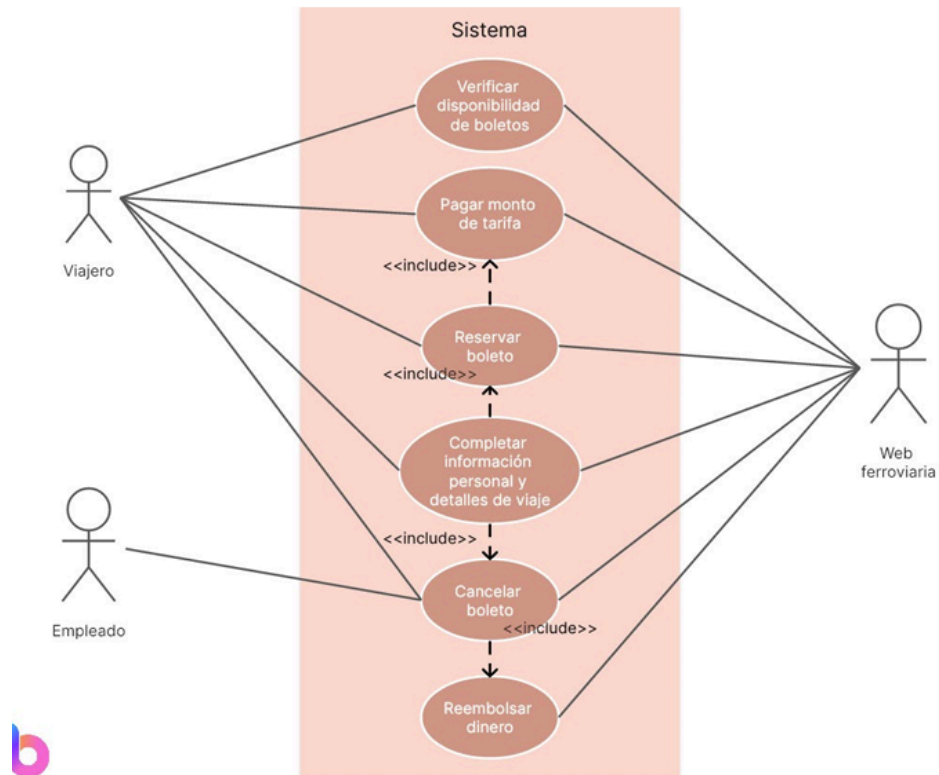 Sistema
Verificar
disponibilidad
de boletos
Viajero
Pagar monto
de tarifa
<<include>>
Reservar
boleto
<<include>>
Completar
información
personal y
detalles de viaje
Web
ferroviaria
<<include>>
Empleado
Cancelar
boleto
<<include>>
Reembolsar
dinero
b